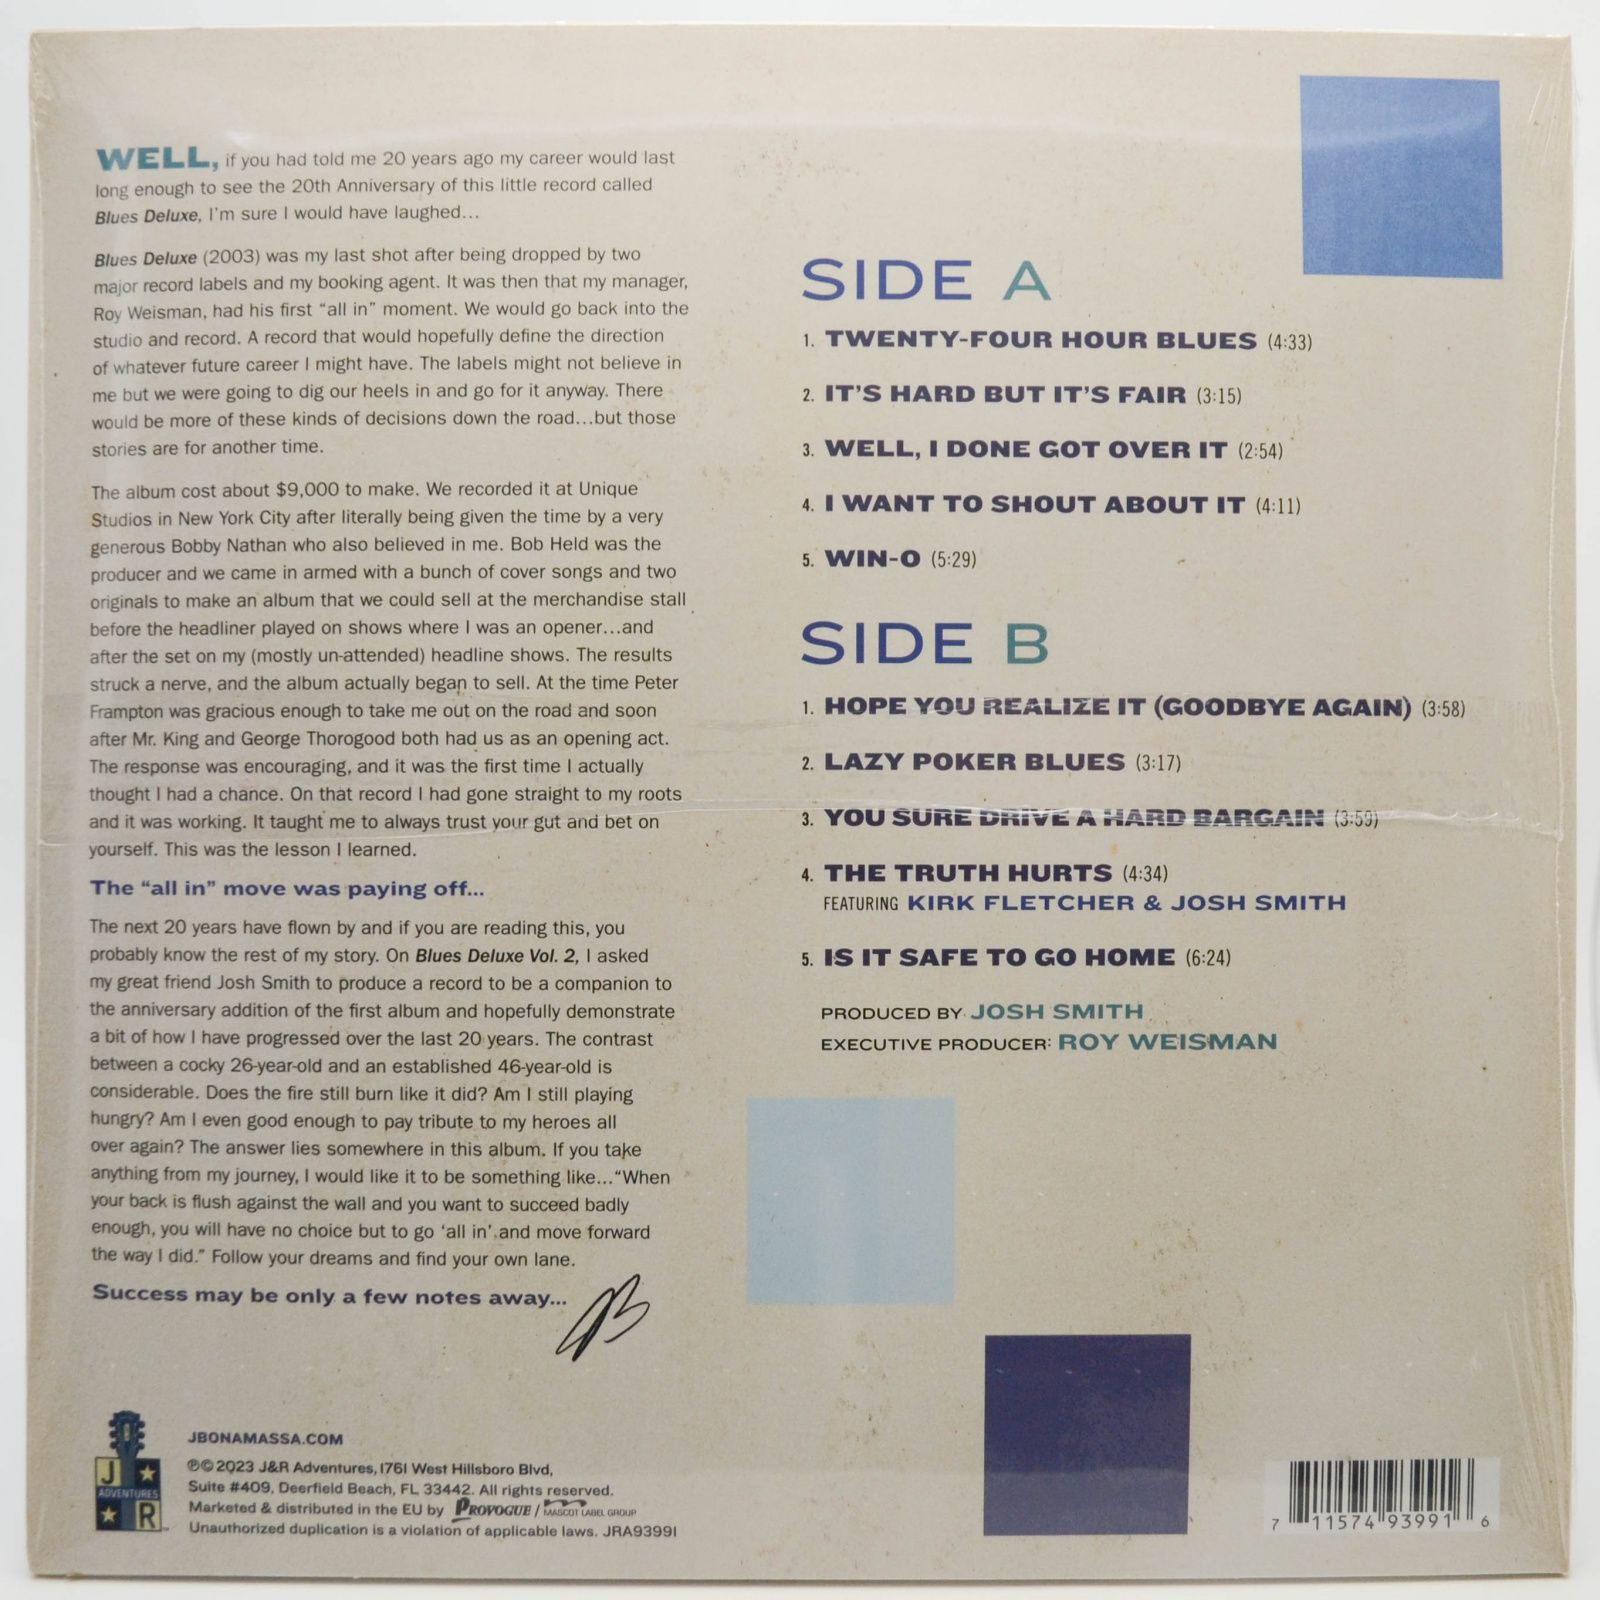 WELL, if you had told me 20 years ago my career would last
long enough to see the 20th Anniversary of this little record called
Blues Deluxe, I'm sure I would have laughed...
Blues Deluxe (2003) was my last shot after being dropped by two
major record labels and my booking agent. It was then that my manager,
Roy Weisman, had his first “all in” moment. We would go back into the
studio and record. A record that would hopefully define the direction
of whatever future career I might have. The labels might not believe in
me but we were going to dig our heels in and go for it anyway. There
would be more of these kinds of decisions down the road...but those
stories are for another time.
The album cost about $9,000 to make. We recorded it at Unique
Studios in New York City after literally being given the time by a very
generous Bobby Nathan who also believed in me. Bob Held was the
producer and we came in armed with a bunch of cover songs and two
originals to make an album that we could sell at the merchandise stall
before the headliner played on shows where I was an opener...and
after the set on my (mostly un-attended) headline shows. The results
struck a nerve, and the album actually began to sell. At the time Peter
Frampton was gracious enough to take me out on the road and soon
after Mr. King and George Thorogood both had us as an opening act.
The response was encouraging, and it was the first time I actually
thought I had a chance. On that record I had gone straight to my roots
and it was working. It taught me to always trust your gut and bet on
yourself. This was the lesson I learned.
The “all in” move was paying off...
The next 20 years have flown by and if you are reading this, you
probably know the rest of my story. On Blues Deluxe Vol. 2, I asked
my great friend Josh Smith to produce a record to be a companion to
the anniversary addition of the first album and hopefully demonstrate
a bit of how I have progressed over the last 20 years. The contrast
between a cocky 26-year-old and an established 46-year-old is
considerable. Does the fire still burn like it did? Am I still playing
hungry? Am I even good enough to pay tribute to my heroes all
over again? The answer lies somewhere in this album. If you take
anything from my journey, I would like it to be something like...“When
your back is flush against the wall and you want to succeed badly
enough, you will have no choice but to go ‘all in’ and move forward
the way I did.” Follow your dreams and find your own lane.
Success may be only a few notes away...
JB
SIDE A
1. TWENTY-FOUR HOUR BLUES (4:33)
2. IT'S HARD BUT IT'S FAIR (3:15)
3. WELL, I DONE GOT OVER IT (2:54)
4. I WANT TO SHOUT ABOUT IT (4:11)
5. WIN-O (5:29)
SIDE B
1. HOPE YOU REALIZE IT (GOODBYE AGAIN) (3:58)
2. LAZY POKER BLUES (3:17)
3. YOU SURE DRIVE A HARD BARGAIN (3:59)
4. THE TRUTH HURTS (4:34)
FEATURING KIRK FLETCHER & JOSH SMITH
5. IS IT SAFE TO GO HOME (6:24)
PRODUCED BY JOSH SMITH
EXECUTIVE PRODUCER: ROY WEISMAN
J
ADVENTURES
R
JBONAMASSA.COM
℗©2023 J&R Adventures, 1761 West Hillsboro Blvd,
Suite #409, Deerfield Beach, FL 33442. All rights reserved.
Marketed & distributed in the EU by PROVOGUE / MASCOT LABEL GROUP
Unauthorized duplication is a violation of applicable laws. JRA93991
7 11574 93991 6